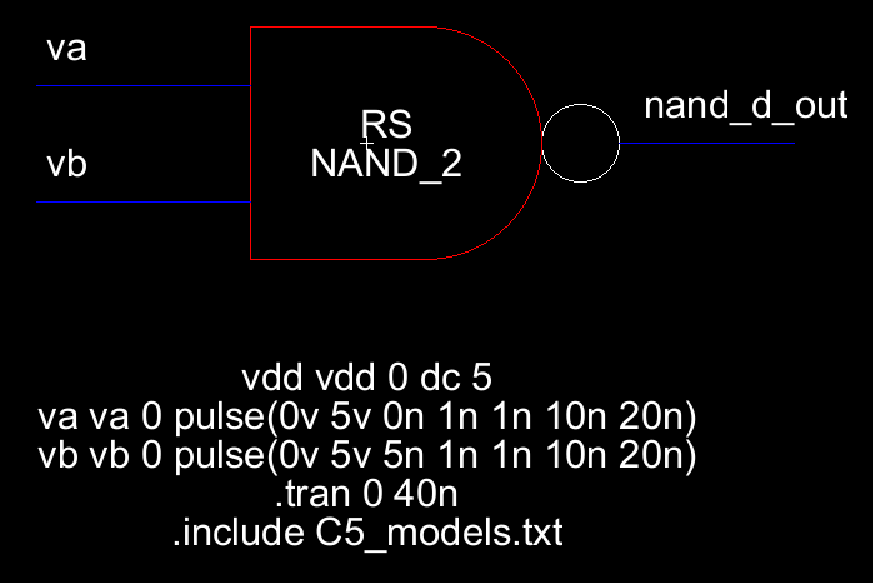 va
vb
RS
NAND_2
nand_d_out
vdd vdd 0 dc 5
va va 0 pulse(0v 5v 0n 1n 1n 10n 20n)
vb vb 0 pulse(0v 5v 5n 1n 1n 10n 20n)
.tran 0 40n
.include C5_models.txt